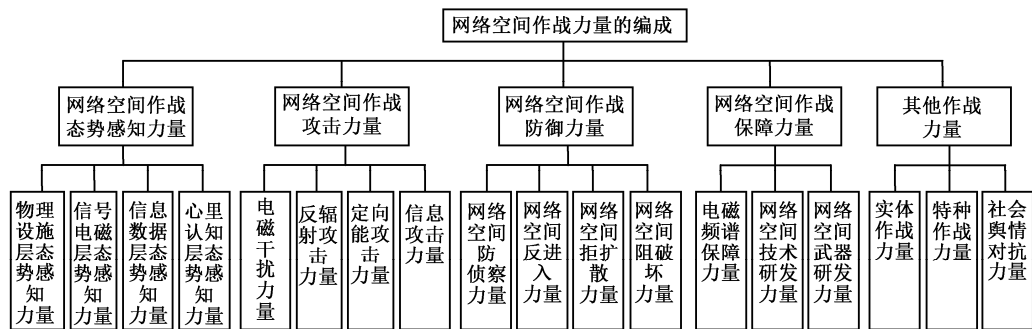 网络空间作战力量的编成
网络空间作战
态势感知力量
网络空间作战
攻击力量
网络空间作战
防御力量
网络空间作战
保障力量
其他作战
力量
物理
设施
层态
势感
知力
量
信号
电磁
层态
势感
知力
量
信息
数据
层态
势感
知力
量
心里
认知
层态
势感
知力
量
电
磁
干
扰
力
量
反辐
射攻
击力
量
定向
能攻
击力
量
信息
攻击
力量
网络
空间
防
侦察
力量
网络
空间
反进
入
力量
网络
空间
拒扩
散
力量
网络
空间
阻破
坏
力量
电磁
频谱
保障
力量
网络
空间
技术
研发
力量
网络
空间
武器
研发
力量
实体
作战
力量
特种
作战
力量
社会
舆情
对抗
力量